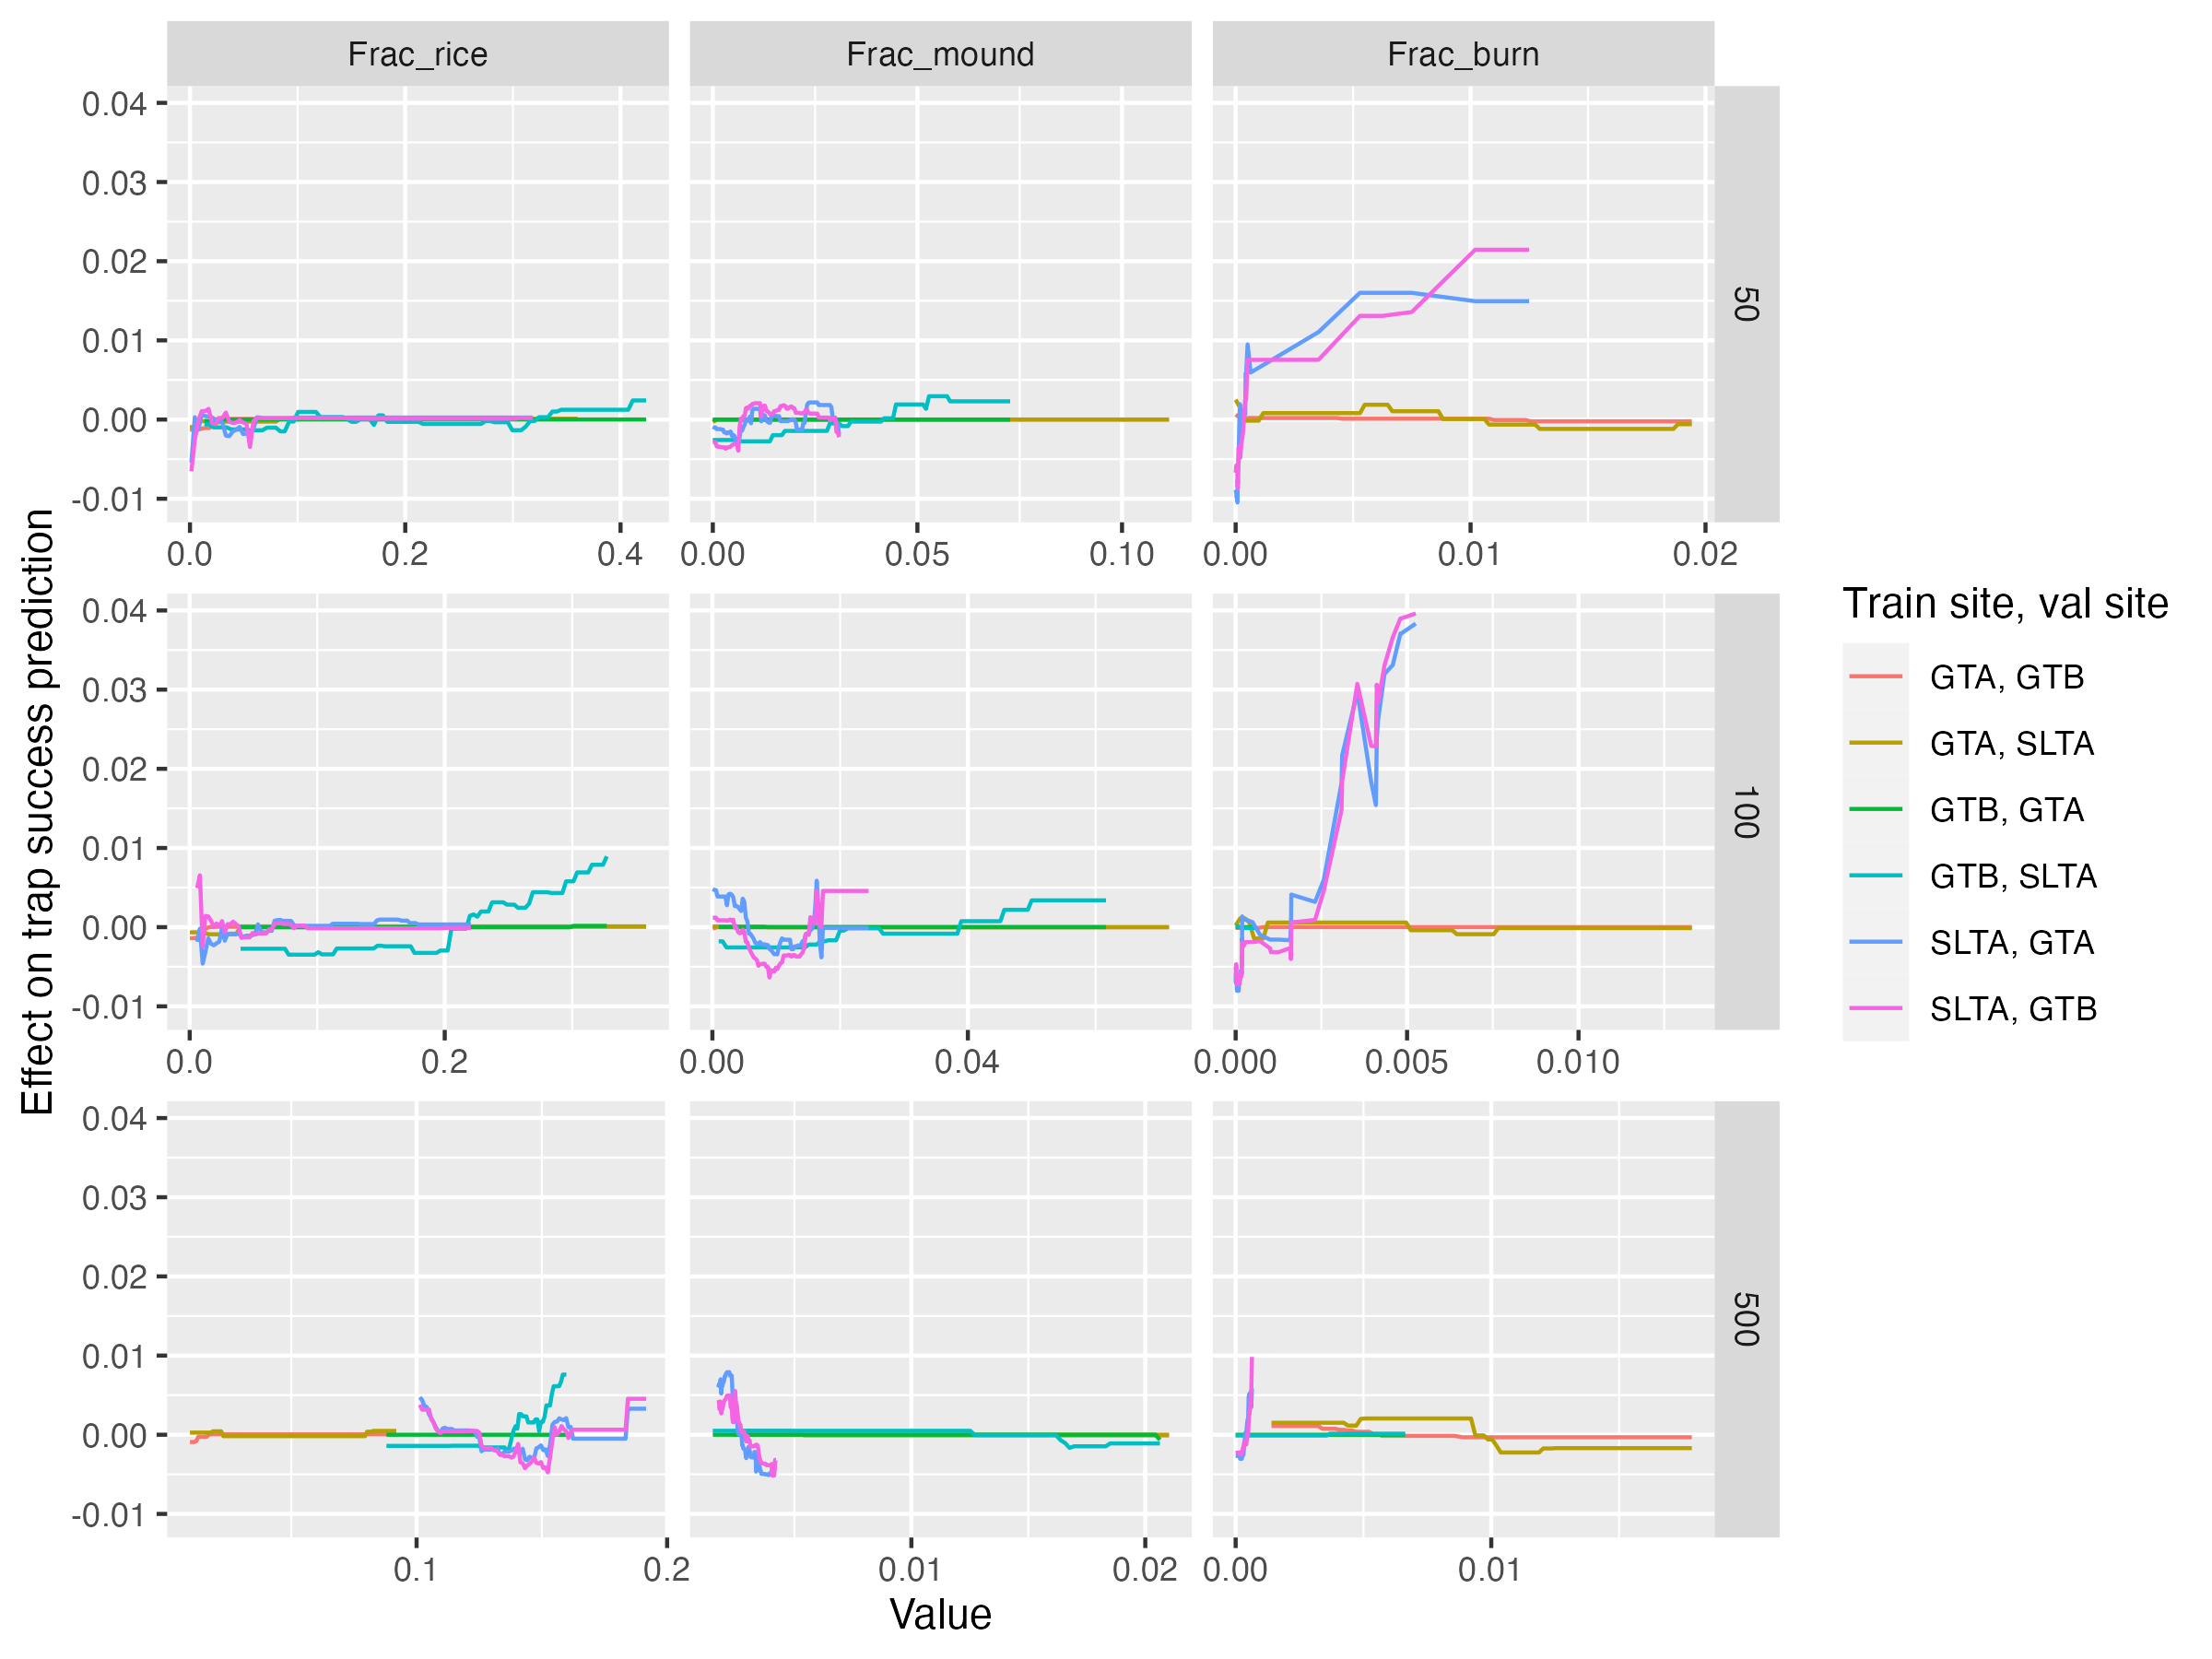 Frac_rice Frac_mound Frac_burn
0.04
0.03
0.02
0.01
0.00
-0.01
50
0.0 0.2 0.4 0.00 0.05 0.10 0.00 0.01 0.02
0.04
0.03
0.02
0.01
0.00
-0.01
100
0.0 0.2 0.00 0.04 0.000 0.005 0.010
0.04
0.03
0.02
0.01
0.00
-0.01
500
0.1 0.2 0.01 0.02 0.00 0.01
Effect on trap success prediction
Value
Train site, val site
GTA, GTB
GTA, SLTA
GTB, GTA
GTB, SLTA
SLTA, GTA
SLTA, GTB